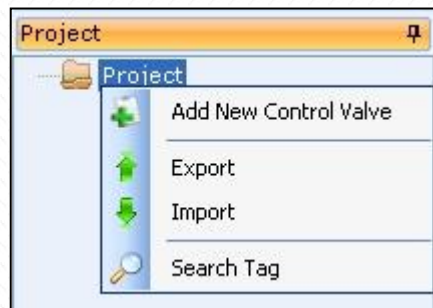 Project
Project
Add New Control Valve
Export
Import
Search Tag